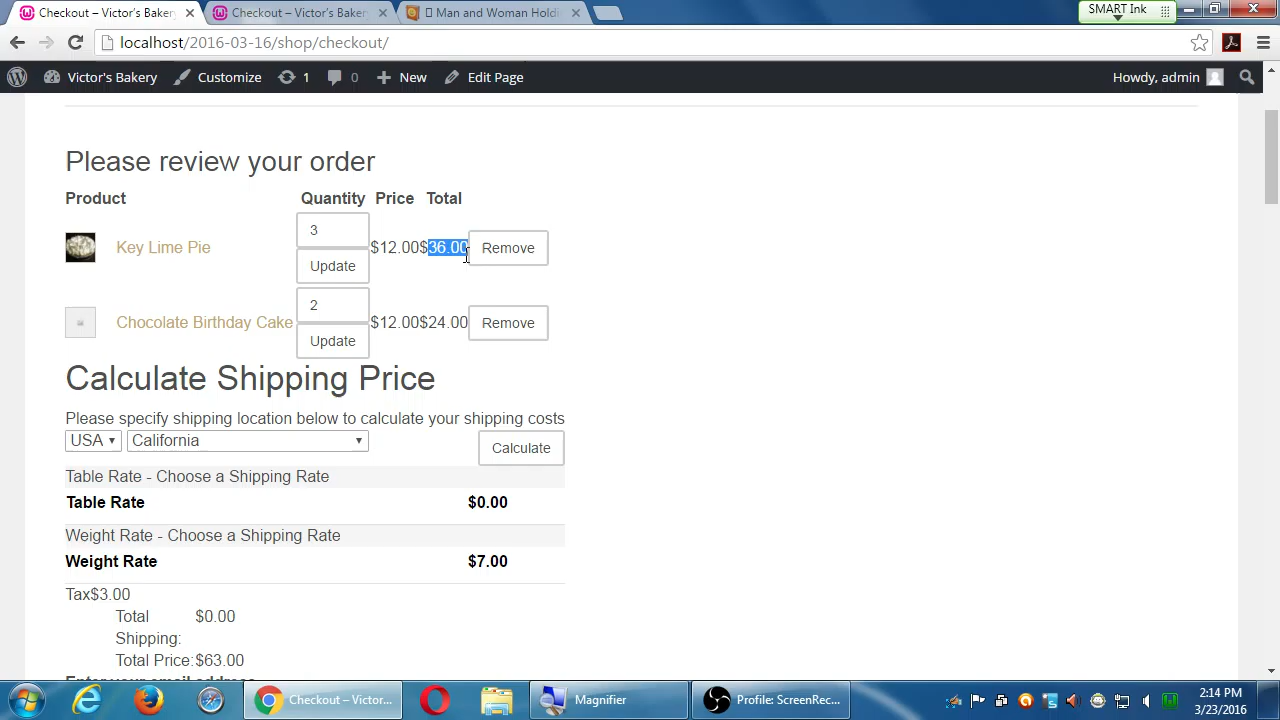 Checkout – Victor's Bakery
Checkout – Victor's Bakery
Man and Woman Holdi
SMART Ink
localhost/2016-03-16/shop/checkout/
Victor's Bakery
Customize
1
0
New
Edit Page
Howdy, admin
Please review your order
Product Quantity Price Total
Key Lime Pie 3 $12.00 $36.00 Remove
Update
Chocolate Birthday Cake 2 $12.00 $24.00 Remove
Update
Calculate Shipping Price
Please specify shipping location below to calculate your shipping costs
USA California Calculate
Table Rate - Choose a Shipping Rate
Table Rate $0.00
Weight Rate - Choose a Shipping Rate
Weight Rate $7.00
Tax$3.00
Total $0.00
Shipping:
Total Price: $63.00
Enter your email address
Checkout – Victor...
Magnifier
Profile: ScreenRec...
2:14 PM
3/23/2016